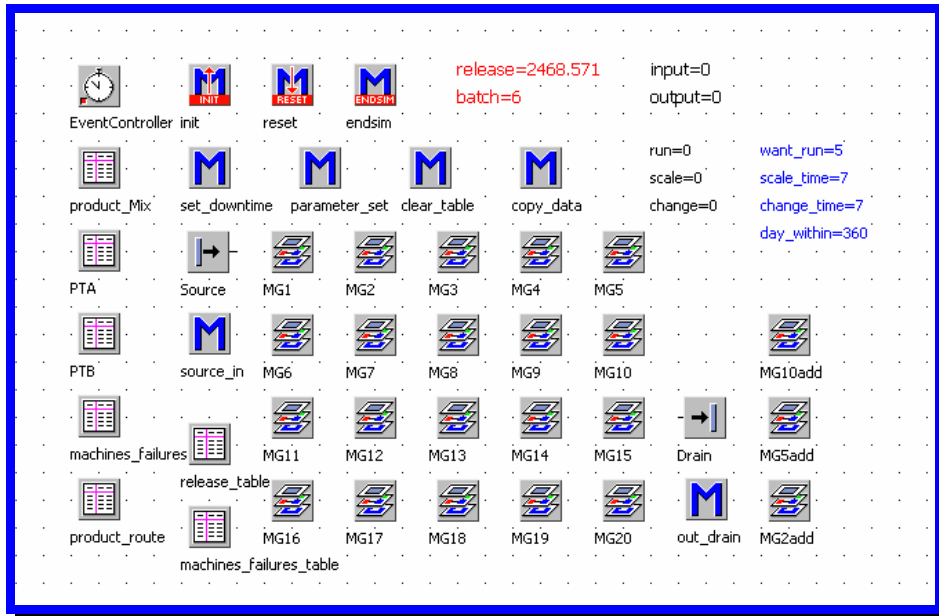 release=2468.571 input=0
INIT RESET ENDSIM batch=6 output=0
EventController init reset endsim
run=0 want_run=5
scale=0 scale_time=7
product_Mix set_downtime parameter_set clear_table copy_data change=0 change_time=7
day_within=360
PTA Source MG1 MG2 MG3 MG4 MG5
PTB source_in MG6 MG7 MG8 MG9 MG10 MG10add
machines_failures MG11 MG12 MG13 MG14 MG15 Drain MG5add
release_table
product_route MG16 MG17 MG18 MG19 MG20 out_drain MG2add
machines_failures_table